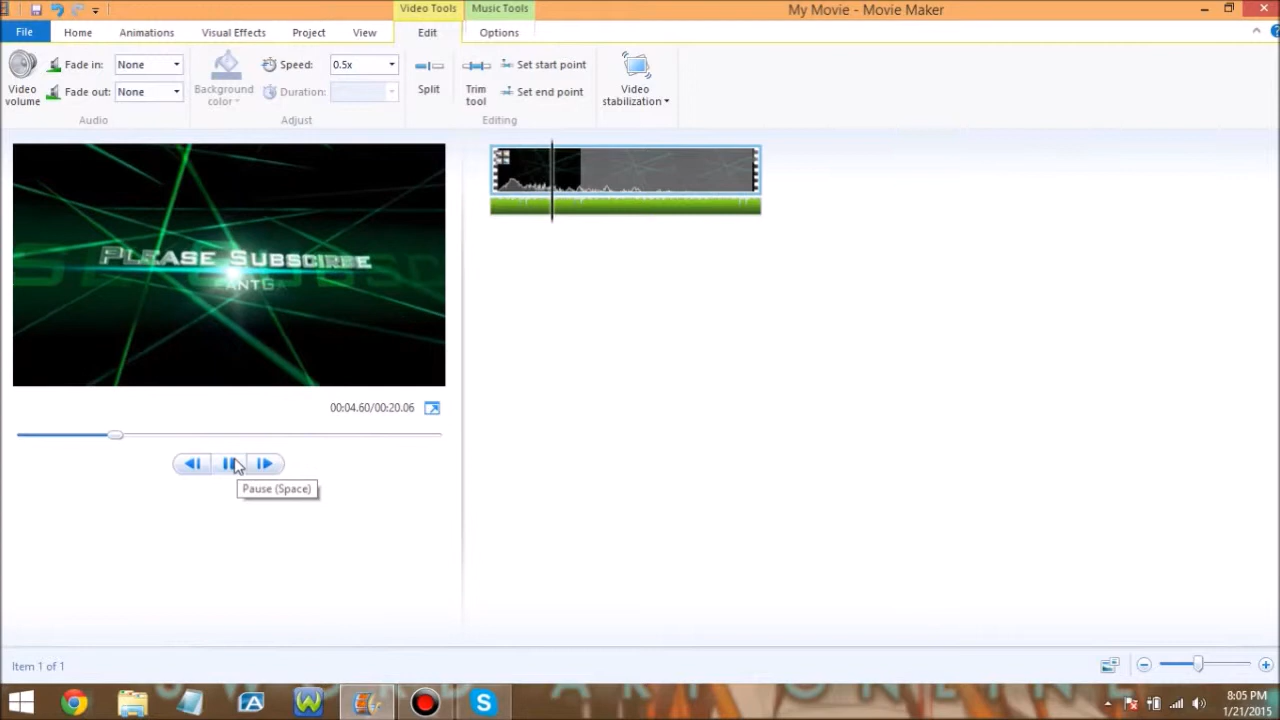 Video Tools
Music Tools
My Movie - Movie Maker
File
Home
Animations
Visual Effects
Project
View
Edit
Options
Video
volume
Fade in:
None
Fade out:
None
Audio
Background
color
Speed:
0.5x
Duration:
Adjust
Split
Trim
tool
Set start point
Set end point
Editing
Video
stabilization
PLEASE SUBSCIRBE
ANTGA
00:04.60/00:20.06
Pause (Space)
Item 1 of 1
8:05 PM
1/21/2015